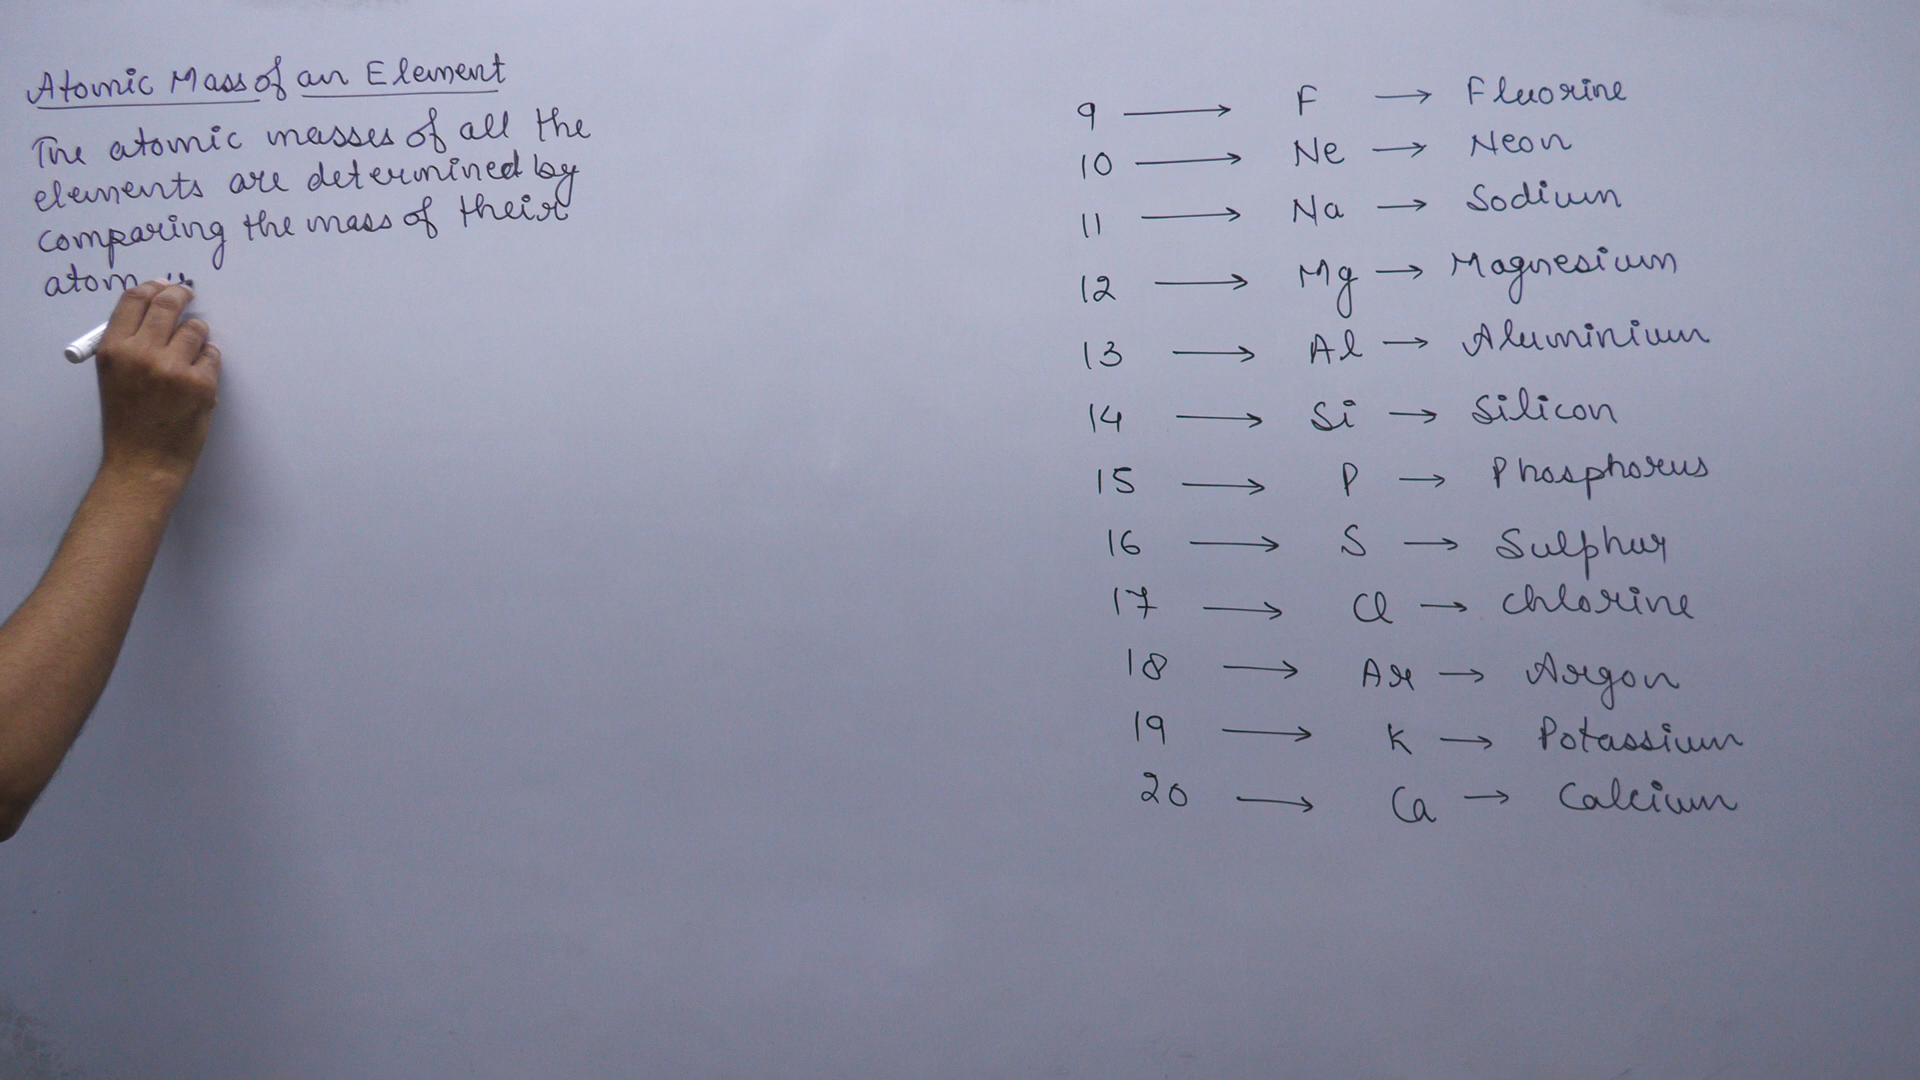 Atomic Mass of an Element
The atomic masses of all the
elements are determined by
comparing the mass of their
atom
9 → F → Fluorine
10 → Ne → Neon
11 → Na → Sodium
12 → Mg → Magnesium
13 → Al → Aluminium
14 → Si → Silicon
15 → P → Phosphorus
16 → S → Sulphur
17 → Cl → Chlorine
18 → Ar → Argon
19 → K → Potassium
20 → Ca → Calcium